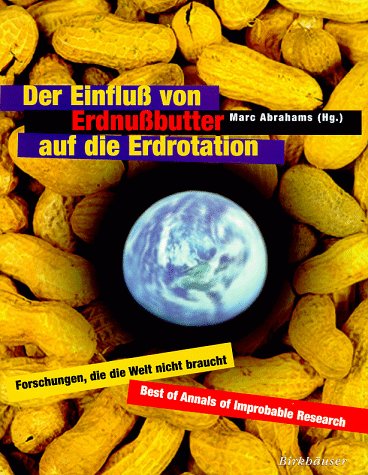 Der Einfluß von
Erdnußbutter Marc Abrahams (Hg.)
auf die Erdrotation
Forschungen, die die Welt nicht braucht
Best of Annals of Improbable Research
Birkhäuser